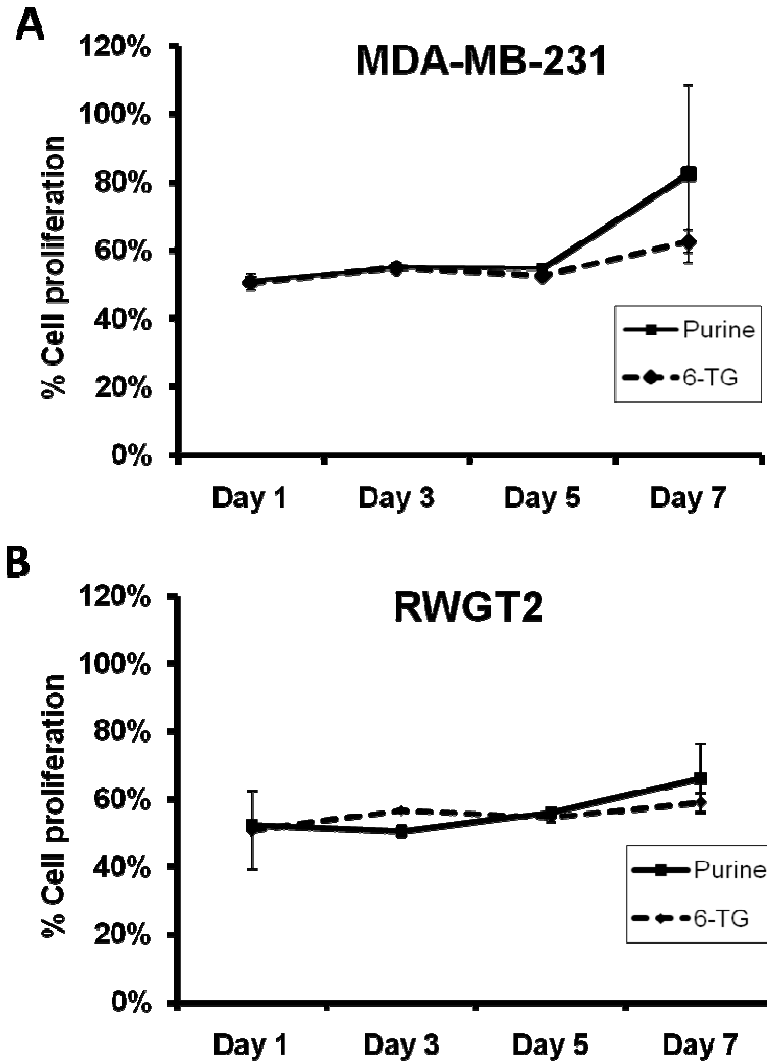 A
MDA-MB-231
% Cell proliferation
120%
100%
80%
60%
40%
20%
0%
Purine
6-TG
Day 1 Day 3 Day 5 Day 7
B
RWGT2
% Cell proliferation
120%
100%
80%
60%
40%
20%
0%
Purine
6-TG
Day 1 Day 3 Day 5 Day 7